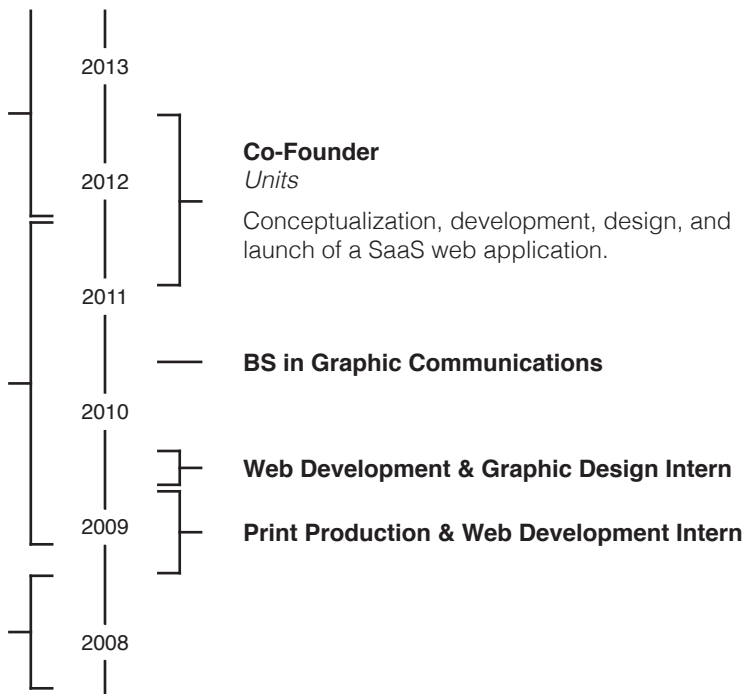 2013
Co-Founder
2012
Units
Conceptualization, development, design, and
launch of a SaaS web application.
2011
BS in Graphic Communications
2010
Web Development & Graphic Design Intern
2009
Print Production & Web Development Intern
2008